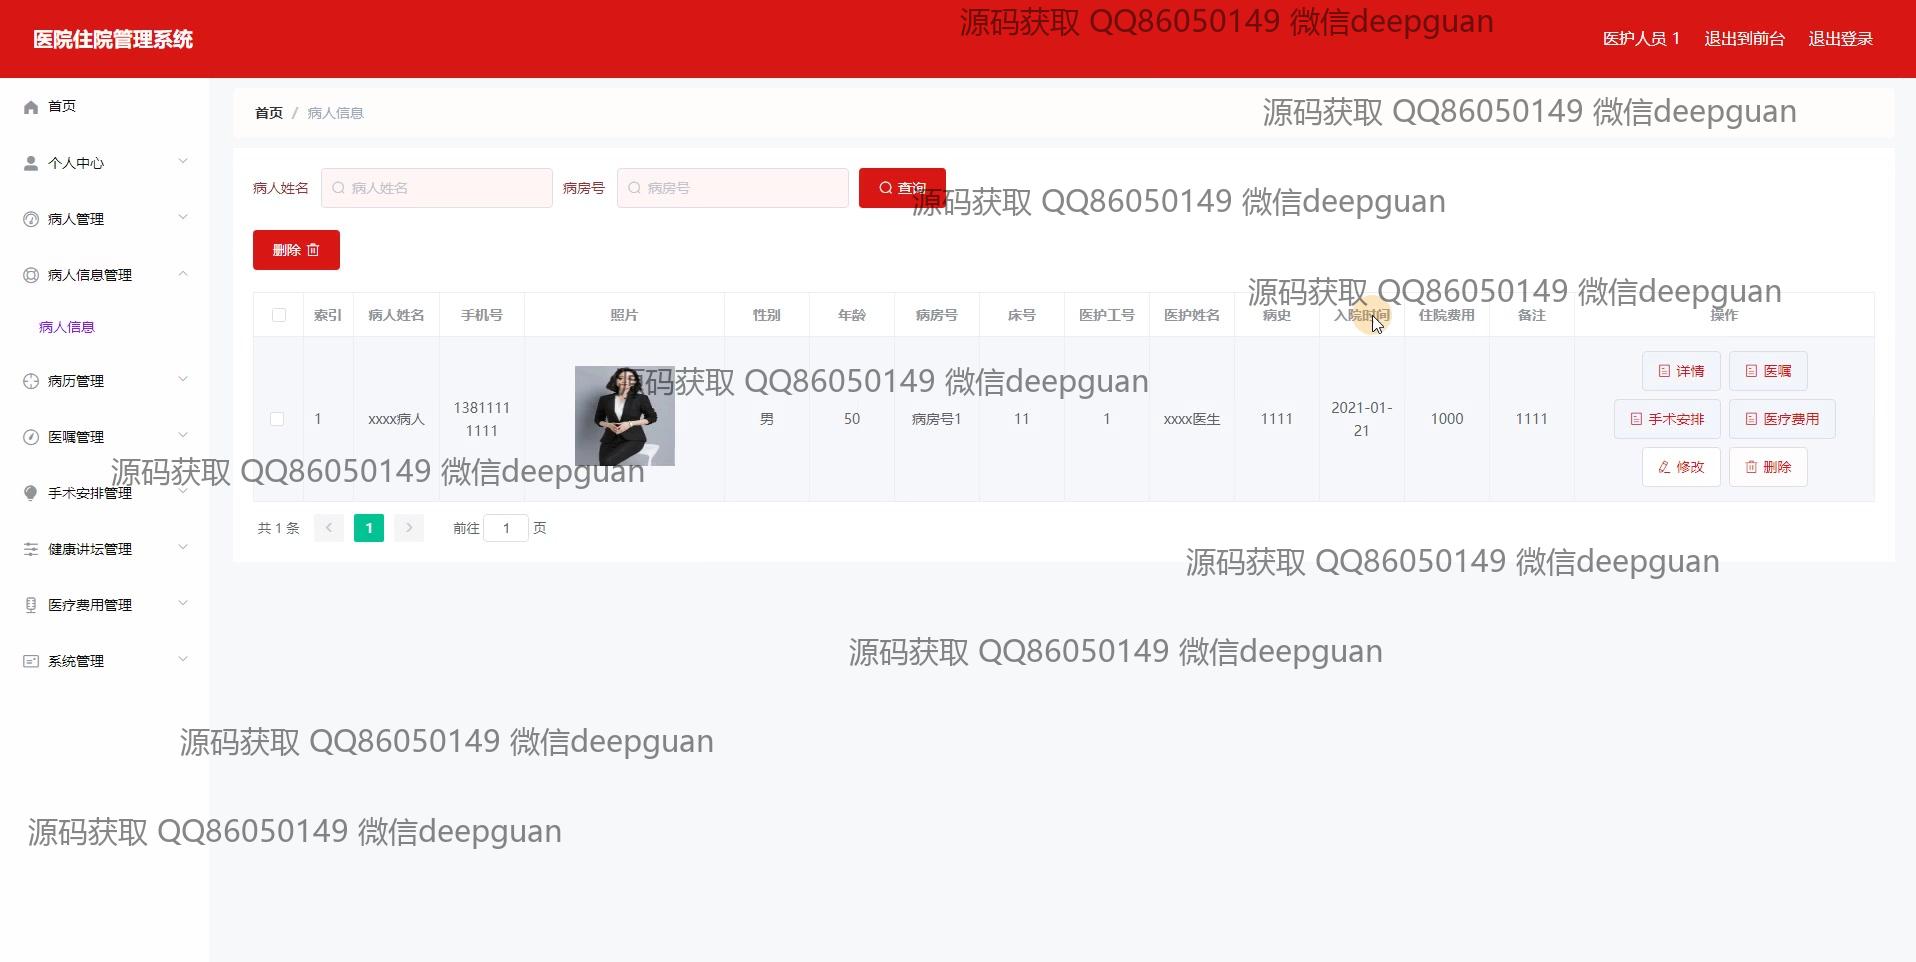 医院住院管理系统
源码获取 QQ86050149 微信deepguan
医护人员 1
退出到前台
退出登录
首页
个人中心
病人管理
病人信息管理
病人信息
病历管理
医嘱管理
手术安排管理
健康讲坛管理
医疗费用管理
系统管理
首页 / 病人信息
源码获取 QQ86050149 微信deepguan
病人姓名
病人姓名
病房号
病房号
查询
源码获取 QQ86050149 微信deepguan
删除
源码获取 QQ86050149 微信deepguan
索引 病人姓名 手机号 照片 性别 年龄 病房号 床号 医护工号 医护姓名 病史 入院时间 住院费用 备注 操作
源码获取 QQ86050149 微信deepguan
1 xxxx病人 1381111 男 50 病房号1 11 1 xxxx医生 1111 2021-01- 1000 1111
1111 21
详情 医嘱
手术安排 医疗费用
修改 删除
源码获取 QQ86050149 微信deepguan
共 1 条 1 前往 1 页
源码获取 QQ86050149 微信deepguan
源码获取 QQ86050149 微信deepguan
源码获取 QQ86050149 微信deepguan
源码获取 QQ86050149 微信deepguan